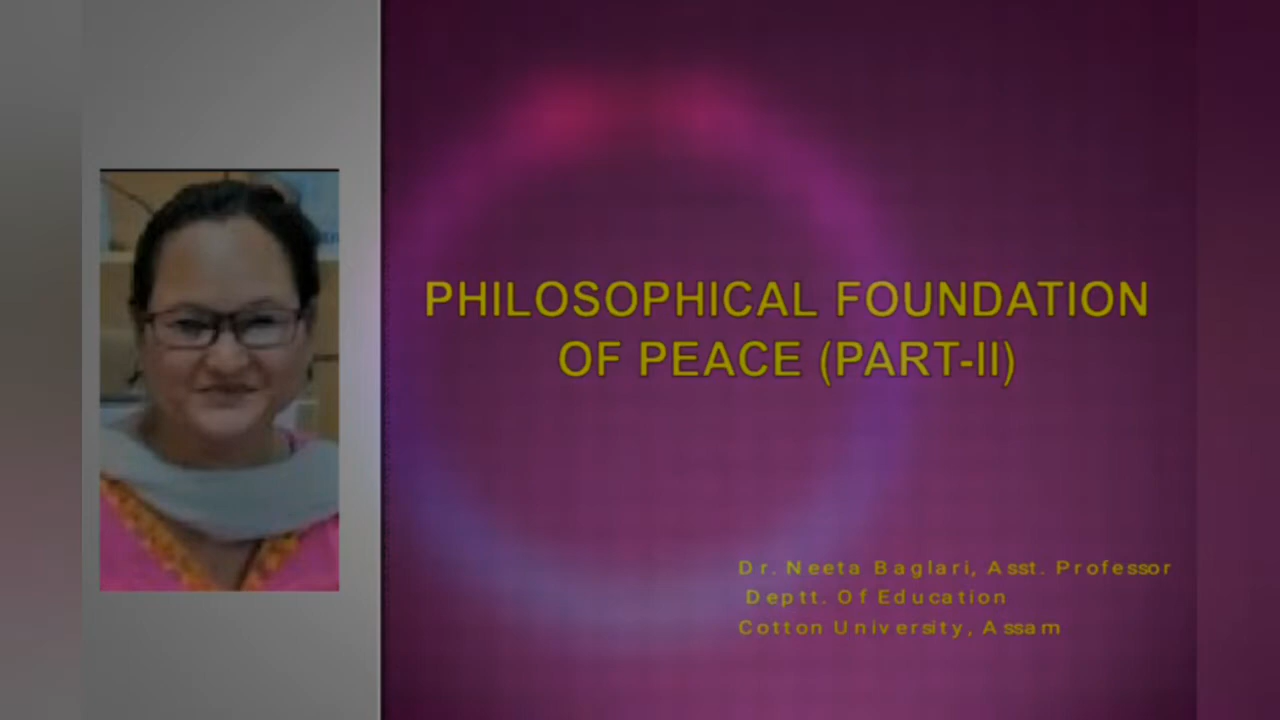 PHILOSOPHICAL FOUNDATION
OF PEACE (PART-II)
Dr. Neeta Baglari, Asst. Professor
Deptt. Of Education
Cotton University, Assam